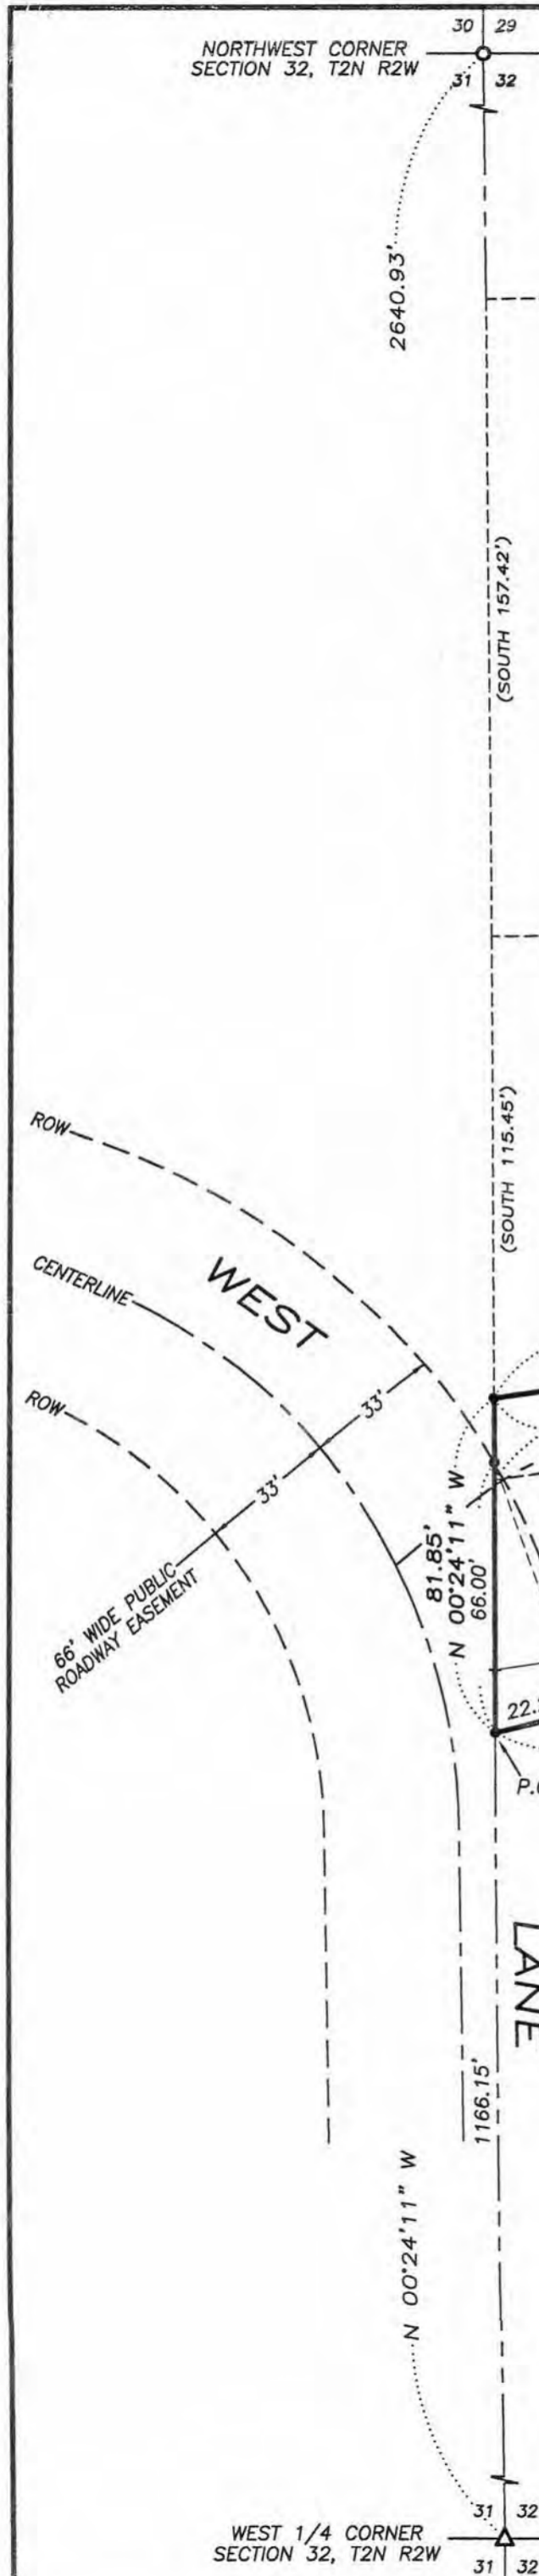 30 29
NORTHWEST CORNER
SECTION 32, T2N R2W
31 32
2640.93'
(SOUTH 157.42')
(SOUTH 115.45')
ROW
CENTERLINE
WEST
ROW
33'
33'
66' WIDE PUBLIC
ROADWAY EASEMENT
81.85'
N 00°24'11" W
66.00'
22.
P.
LANE
1166.15'
N 00°24'11" W
31 32
WEST 1/4 CORNER
SECTION 32, T2N R2W
31 32